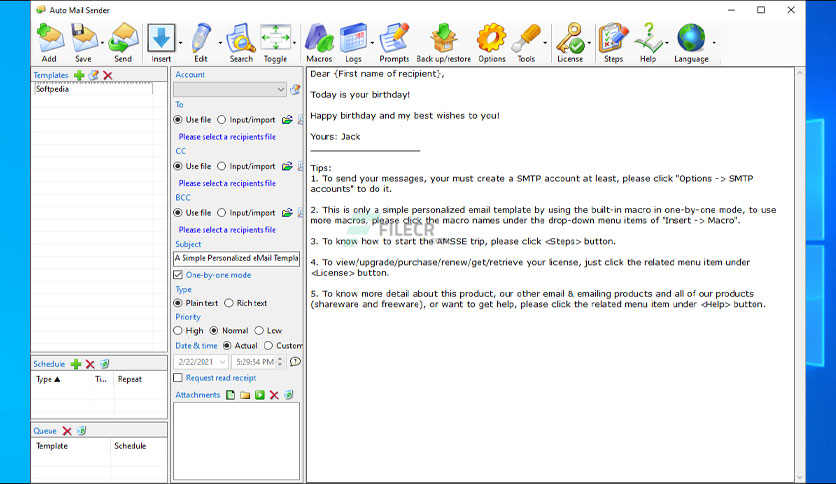 Auto Mail Sender
Add
Save
Send
Insert
Edit
Search
Toggle
Macros
Logs
Prompts
Back up/restore
Options
Tools
License
Steps
Help
Language
Templates
Softpedia
Schedule
Type
Ti...
Repeat
Queue
Template
Schedule
Account
To
Use file
Input/import
Please select a recipients file
CC
Use file
Input/import
Please select a recipients file
BCC
Use file
Input/import
Please select a recipients file
Subject
A Simple Personalized eMail Templa
One-by-one mode
Type
Plain text
Rich text
Priority
High
Normal
Low
Date & time
Actual
Custom
2/22/2021
5:29:54 PM
Request read receipt
Attachments
Dear {First name of recipient},
Today is your birthday!
Happy birthday and my best wishes to you!
Yours: Jack
Tips:
1. To send your messages, your must create a SMTP account at least, please click "Options -> SMTP
accounts" to do it.
2. This is only a simple personalized email template by using the built-in macro in one-by-one mode, to use
more macros, please click the macro names under the drop-down menu items of "Insert -> Macro".
FILECR
3. To know how to start the AMSSE trip, please click <Steps> button.
4. To view/upgrade/purchase/renew/get/retrieve your license, just click the related menu item under
<License> button.
5. To know more detail about this product, our other email & emailing products and all of our products
(shareware and freeware), or want to get help, please click the related menu item under <Help> button.